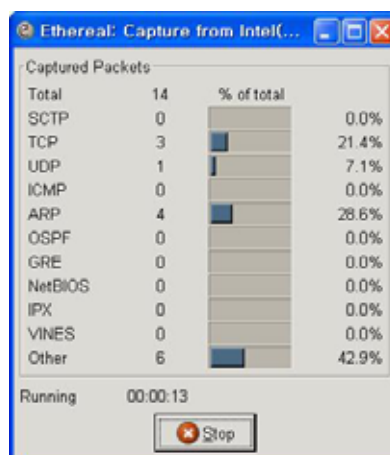 Ethereal: Capture from Intel(...
Captured Packets
Total 14 % of total
SCTP 0 0.0%
TCP 3 21.4%
UDP 1 7.1%
ICMP 0 0.0%
ARP 4 28.6%
OSPF 0 0.0%
GRE 0 0.0%
NetBIOS 0 0.0%
IPX 0 0.0%
VINES 0 0.0%
Other 6 42.9%
Running 00:00:13
Stop